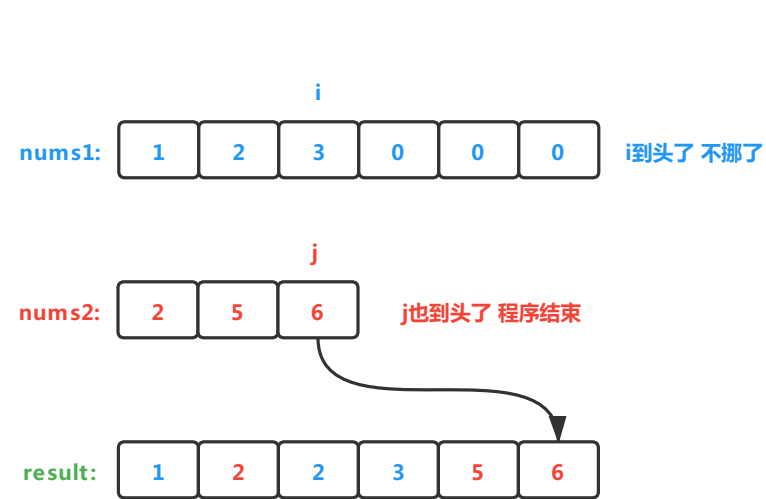 i
nums1: 1 2 3 0 0 0 i到头了 不挪了
j
nums2: 2 5 6 j也到头了 程序结束
result: 1 2 2 3 5 6